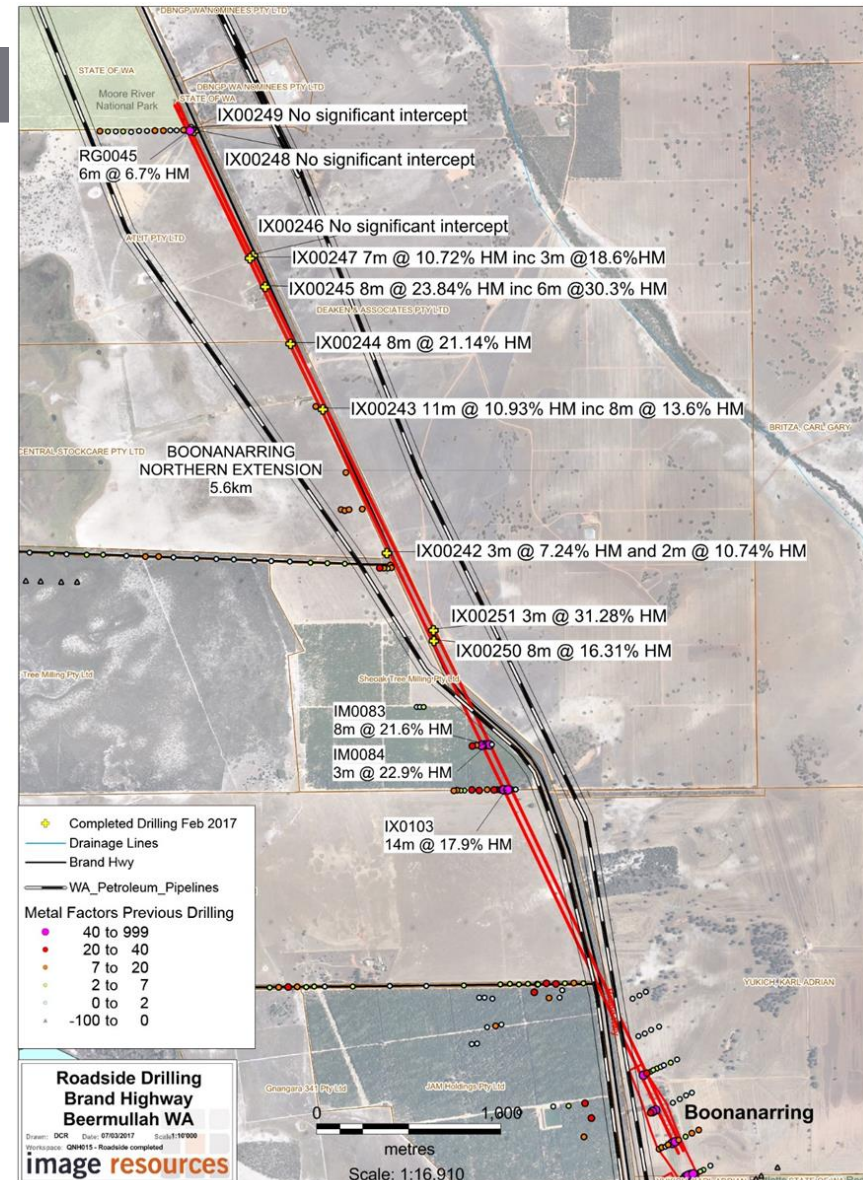 DBNGP WA NOMINEES PTY LTD
STATE OF WA
Moore River
National Park
DBNGP WA NOMINEES PTY LTD
STATE OF WA
IX00249 No significant intercept
RG0045
6m @ 6.7% HM
IX00248 No significant intercept
IX00246 No significant intercept
ATLIT PTY LTD
IX00247 7m @ 10.72% HM inc 3m @18.6%HM
IX00245 8m @ 23.84% HM inc 6m @30.3% HM
DEAKEN & ASSOCIATES PTY LTD
IX00244 8m @ 21.14% HM
IX00243 11m @ 10.93% HM inc 8m @ 13.6% HM
BRITZA, CARL GARY
CENTRAL STOCKCARE PTY LTD
BOONANARRING
NORTHERN EXTENSION
5.6km
IX00242 3m @ 7.24% HM and 2m @ 10.74% HM
IX00251 3m @ 31.28% HM
IX00250 8m @ 16.31% HM
Tree Milling Pty Ltd
Sheoak Tree Milling Pty Ltd
IM0083
8m @ 21.6% HM
IM0084
3m @ 22.9% HM
IX0103
14m @ 17.9% HM
Completed Drilling Feb 2017
Drainage Lines
Brand Hwy
WA_Petroleum_Pipelines
Metal Factors Previous Drilling
40 to 999
20 to 40
7 to 20
2 to 7
0 to 2
-100 to 0
YUKICH, KARL ADRIAN
Gnangara 341 Pty Ltd
JAM Holdings Pty Ltd
Boonanarring
Roadside Drilling
Brand Highway
Beermullah WA
Drawn: DCR Date: 07/03/2017 Scale:1:10'000
Workspace: QNH015 - Roadside completed
image resources
0 1,000
metres
Scale: 1:16,910